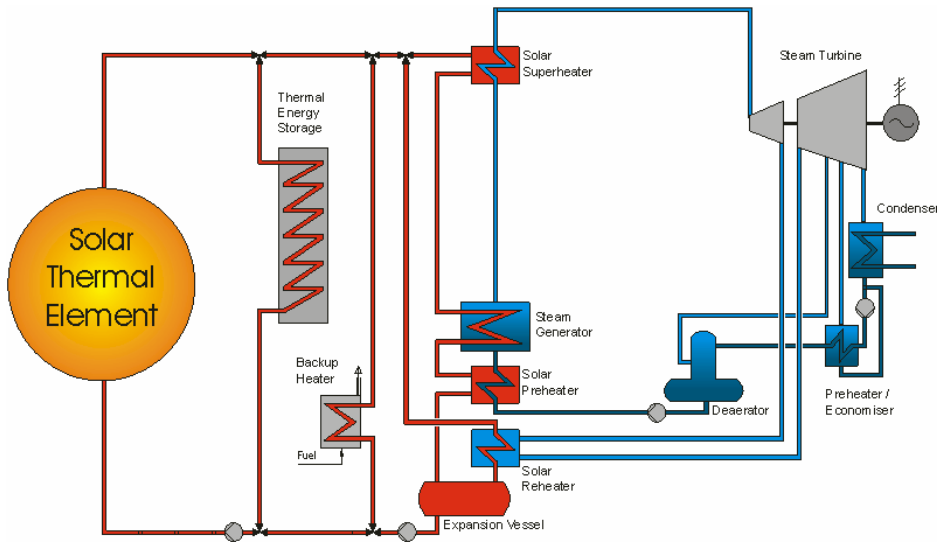 Solar
Superheater
Steam Turbine
Thermal
Energy
Storage
Condenser
Solar
Thermal
Element
Steam
Generator
Backup
Heater
Solar
Preheater
Deaerator
Preheater /
Economiser
Fuel
Solar
Reheater
Expansion Vessel